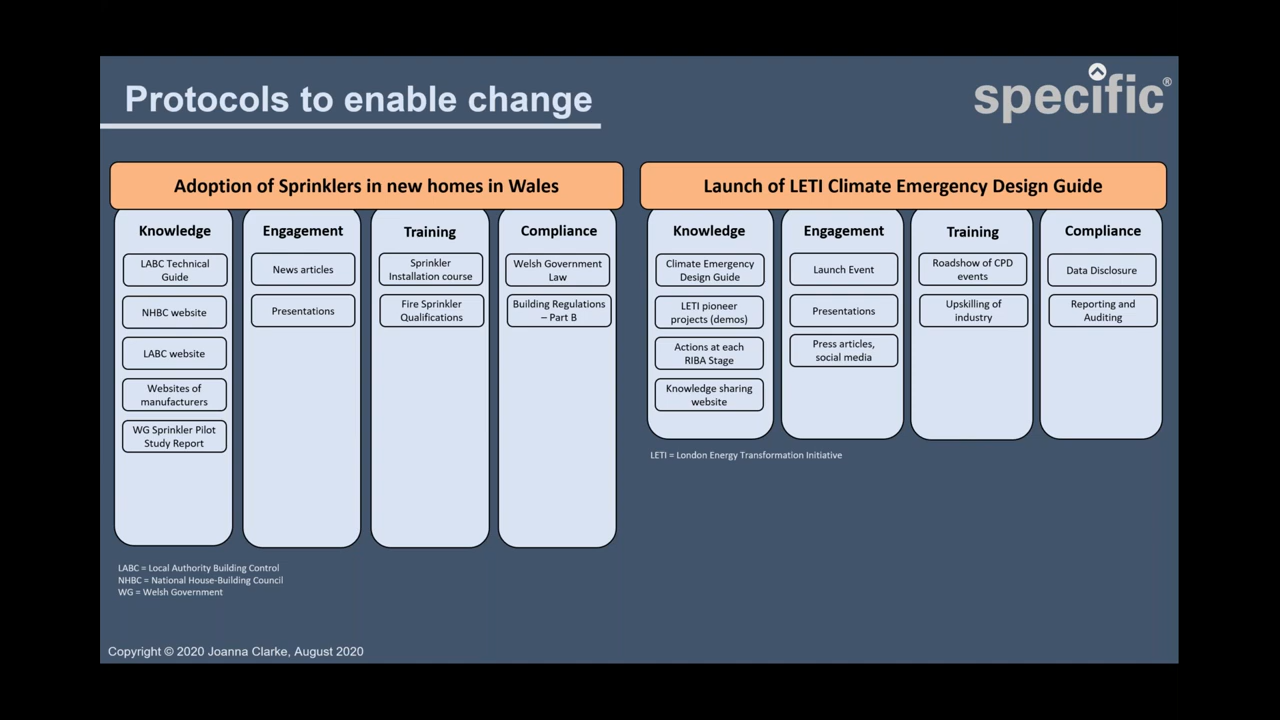 Protocols to enable change
specific®
Adoption of Sprinklers in new homes in Wales
Knowledge
LABC Technical
Guide
NHBC website
LABC website
Websites of
manufacturers
WG Sprinkler Pilot
Study Report
Engagement
News articles
Presentations
Training
Sprinkler
Installation course
Fire Sprinkler
Qualifications
Compliance
Welsh Government
Law
Building Regulations
– Part B
LABC = Local Authority Building Control
NHBC = National House-Building Council
WG = Welsh Government
Launch of LETI Climate Emergency Design Guide
Knowledge
Climate Emergency
Design Guide
LETI pioneer
projects (demos)
Actions at each
RIBA Stage
Knowledge sharing
website
Engagement
Launch Event
Presentations
Press articles,
social media
Training
Roadshow of CPD
events
Upskilling of
industry
Compliance
Data Disclosure
Reporting and
Auditing
LETI = London Energy Transformation Initiative
Copyright © 2020 Joanna Clarke, August 2020